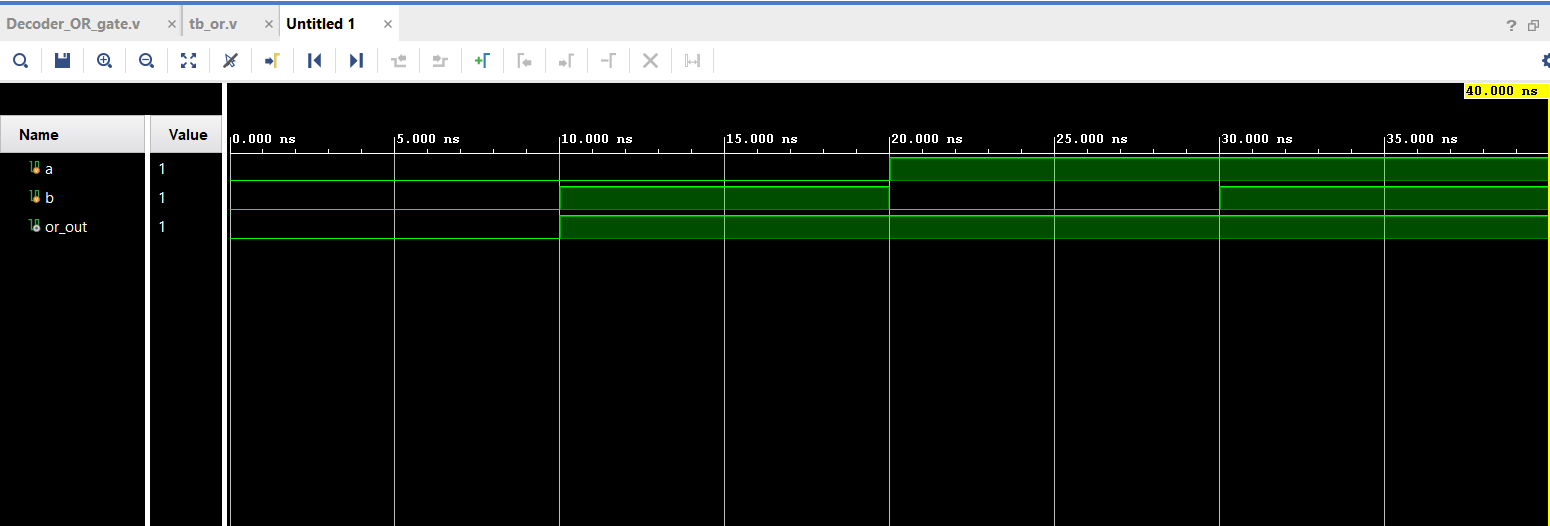 Decoder_OR_gate.v × tb_or.v × Untitled 1 ×
?
40.000 ns
Name Value
0.000 ns 5.000 ns 10.000 ns 15.000 ns 20.000 ns 25.000 ns 30.000 ns 35.000 ns
a 1
b 1
or_out 1